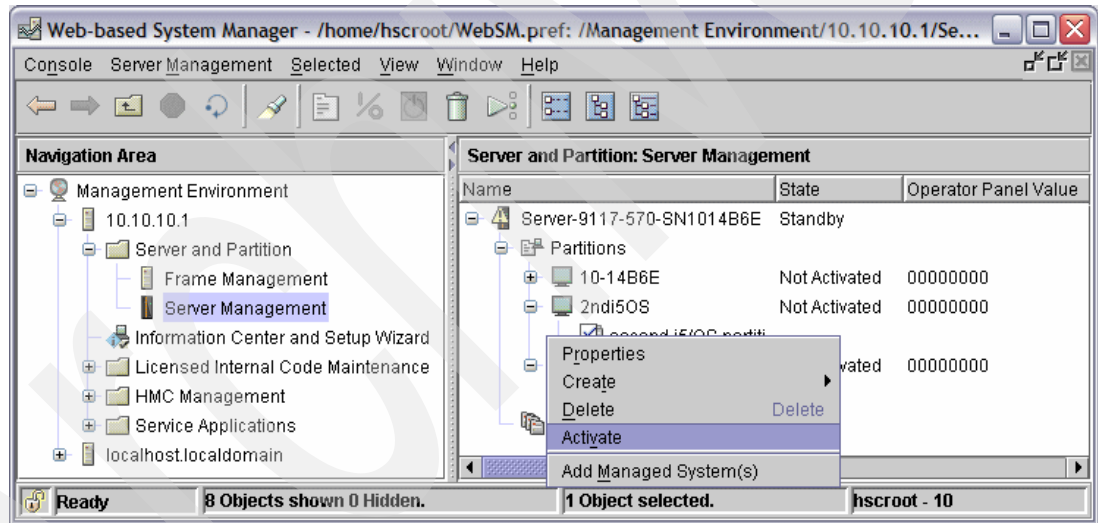 Web-based System Manager - /home/hscroot/WebSM.pref: /Management Environment/10.10.10.1/Se...
Console Server Management Selected View Window Help
Navigation Area
Management Environment
10.10.10.1
Server and Partition
Frame Management
Server Management
Information Center and Setup Wizard
Licensed Internal Code Maintenance
HMC Management
Service Applications
localhost.localdomain
Server and Partition: Server Management
Name State Operator Panel Value
Server-9117-570-SN1014B6E Standby
Partitions
10-14B6E Not Activated 00000000
2ndi5OS Not Activated 00000000
second i5/OS partiti
vated 00000000
Properties
Create
Delete Delete
Activate
Add Managed System(s)
Ready 8 Objects shown 0 Hidden. 1 Object selected. hscroot - 10